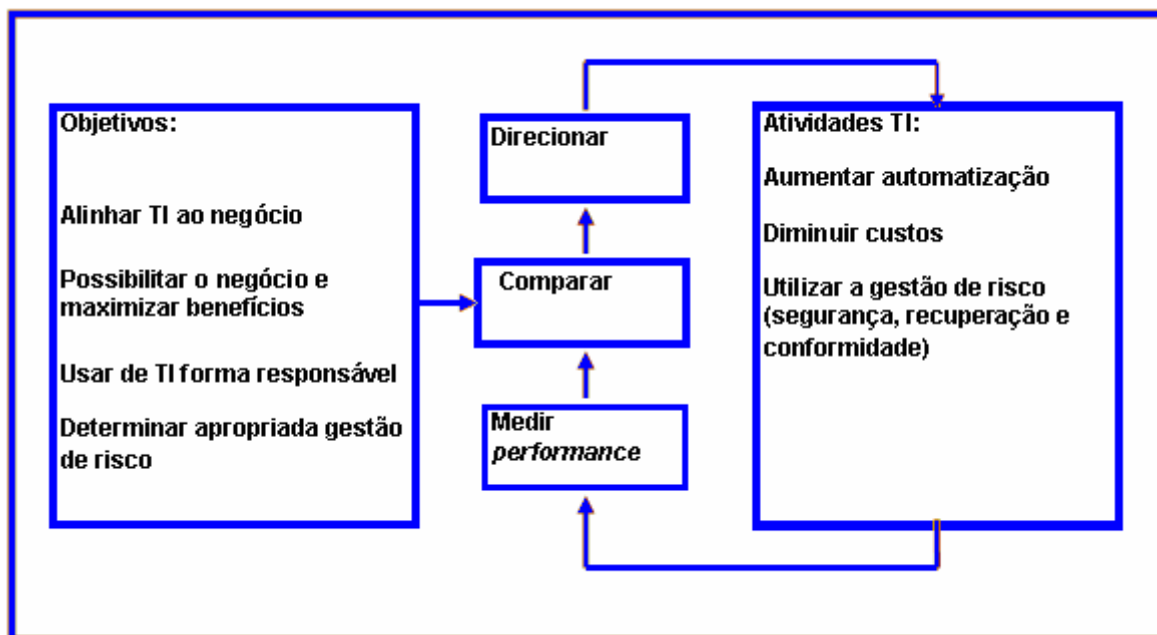 Objetivos:
Alinhar TI ao negócio
Possibilitar o negócio e
maximizar benefícios
Usar de TI forma responsável
Determinar apropriada gestão
de risco
Direcionar
Comparar
Medir
performance
Atividades TI:
Aumentar automatização
Diminuir custos
Utilizar a gestão de risco
(segurança, recuperação e
conformidade)